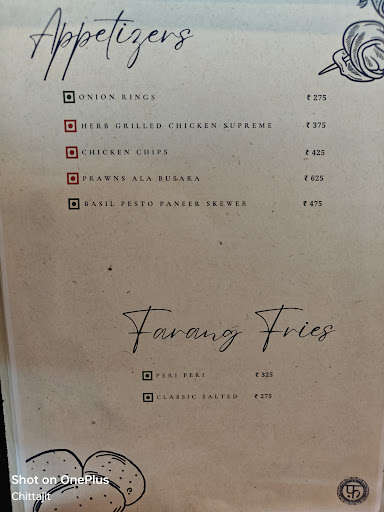 Appetizers
ONION RINGS ₹ 275
HERB GRILLED CHICKEN SUPREME ₹ 375
CHICKEN CHIPS ₹ 425
PRAWNS ALA BUSARA ₹ 625
BASIL PESTO PANEER SKEWER ₹ 475
Farang Fries
PERI PERI ₹ 325
CLASSIC SALTED ₹ 275
Shot on OnePlus
Chittajit